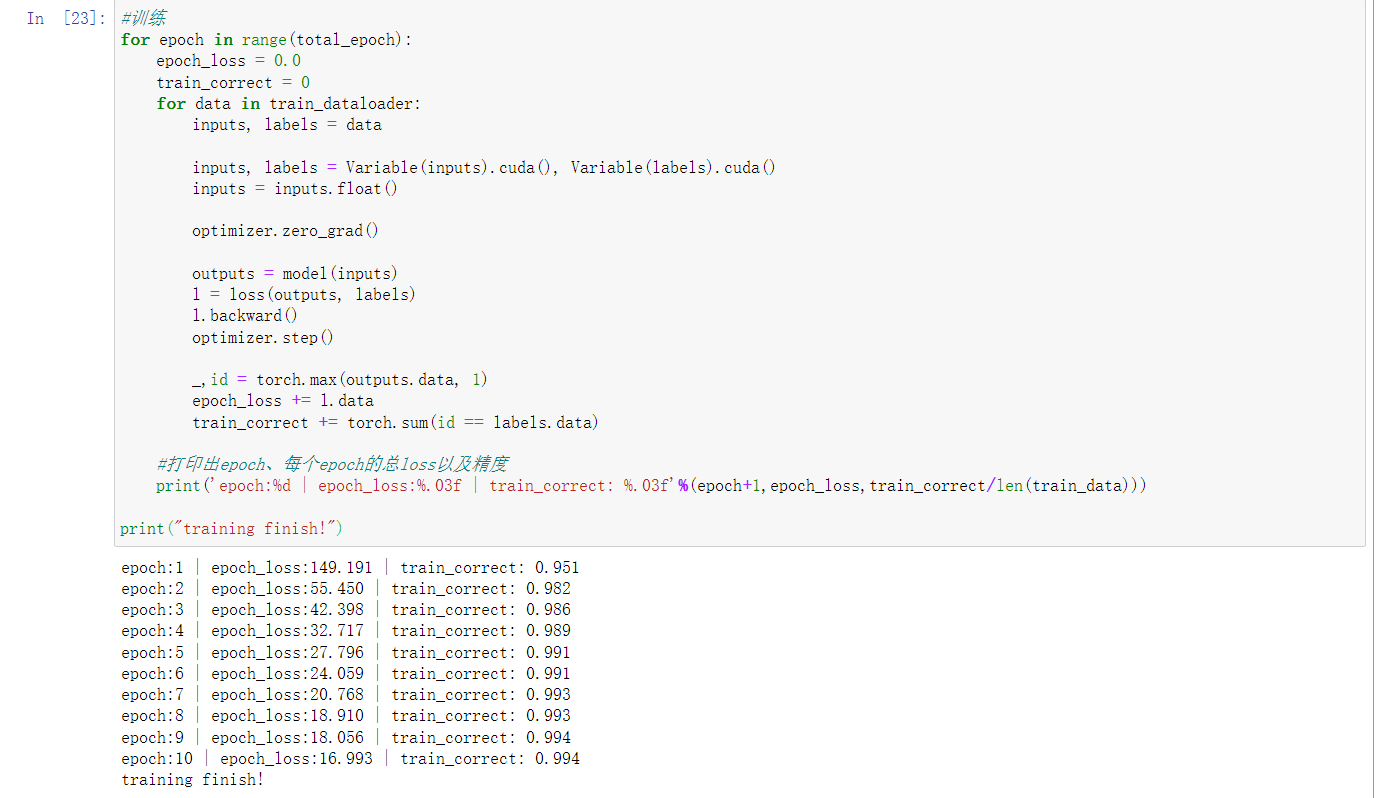 In [23]:
#训练
for epoch in range(total_epoch):
    epoch_loss = 0.0
    train_correct = 0
    for data in train_dataloader:
        inputs, labels = data

        inputs, labels = Variable(inputs).cuda(), Variable(labels).cuda()
        inputs = inputs.float()

        optimizer.zero_grad()

        outputs = model(inputs)
        l = loss(outputs, labels)
        l.backward()
        optimizer.step()

        _,id = torch.max(outputs.data, 1)
        epoch_loss += l.data
        train_correct += torch.sum(id == labels.data)

    #打印出epoch、每个epoch的总loss以及精度
    print('epoch:%d | epoch_loss:%.03f | train_correct: %.03f'%(epoch+1,epoch_loss,train_correct/len(train_data)))

print("training finish!")
epoch:1 | epoch_loss:149.191 | train_correct: 0.951
epoch:2 | epoch_loss:55.450 | train_correct: 0.982
epoch:3 | epoch_loss:42.398 | train_correct: 0.986
epoch:4 | epoch_loss:32.717 | train_correct: 0.989
epoch:5 | epoch_loss:27.796 | train_correct: 0.991
epoch:6 | epoch_loss:24.059 | train_correct: 0.991
epoch:7 | epoch_loss:20.768 | train_correct: 0.993
epoch:8 | epoch_loss:18.910 | train_correct: 0.993
epoch:9 | epoch_loss:18.056 | train_correct: 0.994
epoch:10 | epoch_loss:16.993 | train_correct: 0.994
training finish!